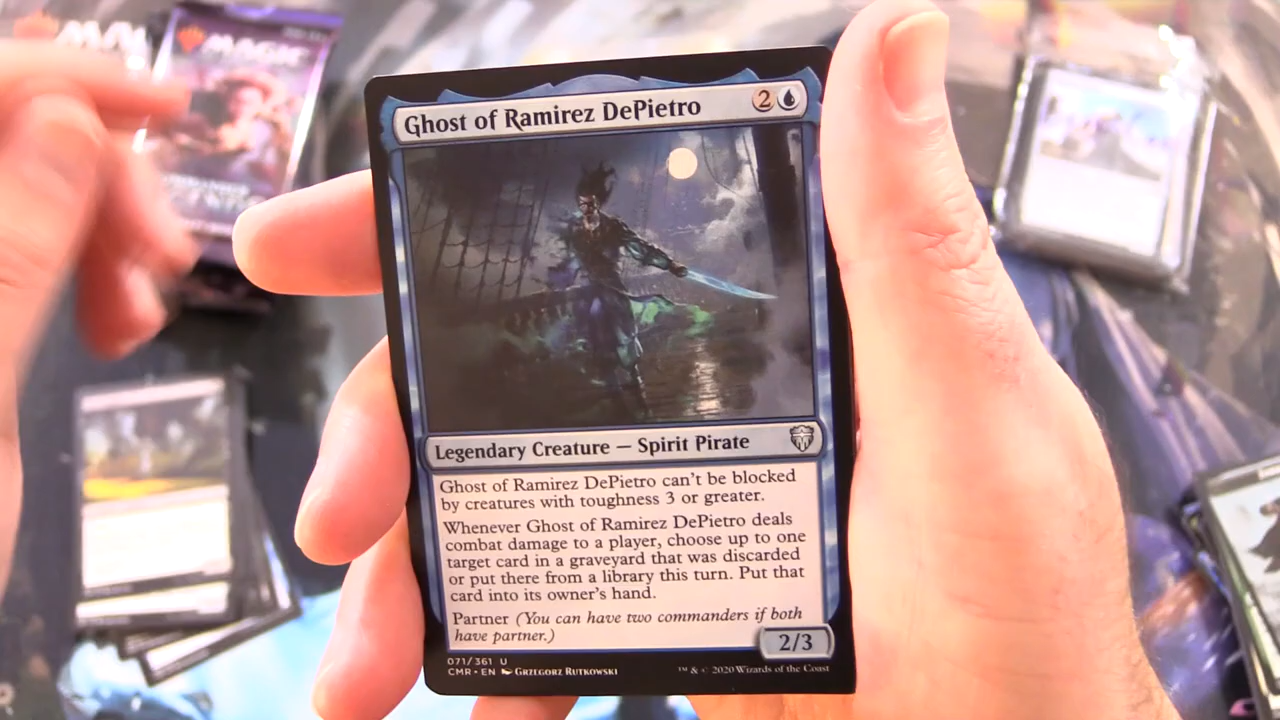 MAGIC
Ghost of Ramirez DePietro 2
Legendary Creature — Spirit Pirate
Ghost of Ramirez DePietro can't be blocked
by creatures with toughness 3 or greater.
Whenever Ghost of Ramirez DePietro deals
combat damage to a player, choose up to one
target card in a graveyard that was discarded
or put there from a library this turn. Put that
card into its owner's hand.
Partner (You can have two commanders if both
have partner.)
2/3
071/361 U
CMR • EN Grzegorz Rutkowski
™ & © 2020 Wizards of the Coast